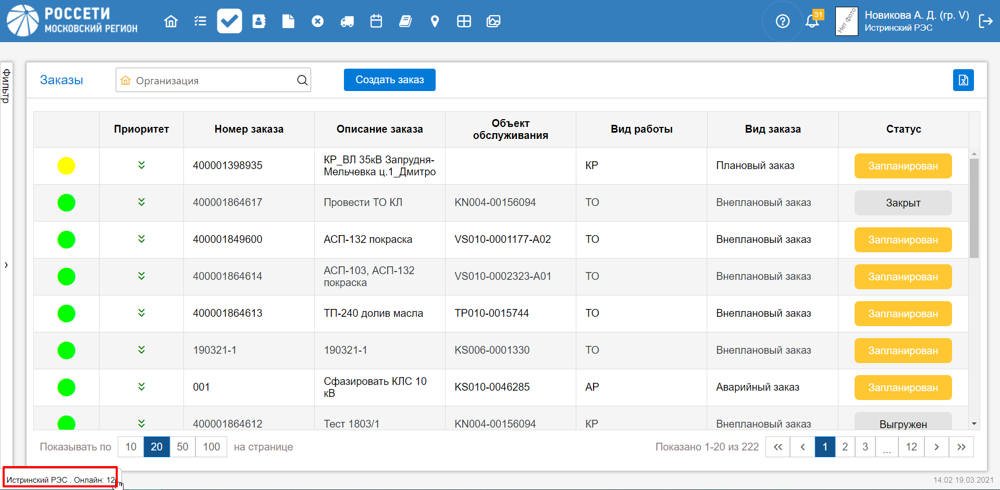 РОССЕТИ
МОСКОВСКИЙ РЕГИОН
31
Нет фото
Новикова А. Д. (гр. V)
Истринский РЭС
Фильтр
Заказы
Организация
Создать заказ
Приоритет
Номер заказа
Описание заказа
Объект
обслуживания
Вид работы
Вид заказа
Статус
400001398935
КР_ВЛ 35кВ Запрудня-
Мельчевка ц.1_Дмитро
КР
Плановый заказ
Запланирован
400001864617
Провести ТО КЛ
KN004-00156094
ТО
Внеплановый заказ
Закрыт
400001849600
АСП-132 покраска
VS010-0001177-A02
ТО
Внеплановый заказ
Запланирован
400001864614
АСП-103, АСП-132
покраска
VS010-0002323-A01
ТО
Внеплановый заказ
Запланирован
400001864613
ТП-240 долив масла
TP010-0015744
ТО
Внеплановый заказ
Запланирован
190321-1
190321-1
KS006-0001330
ТО
Внеплановый заказ
Запланирован
001
Сфазировать КЛС 10
кВ
KS010-0046285
АР
Аварийный заказ
Запланирован
400001864612
Тест 1803/1
KN004-00156094
КР
Внеплановый заказ
Выгружен
Показывать по 10 20 50 100 на странице
Показано 1-20 из 222 « ‹ 1 2 3 ... 12 › »
Истринский РЭС . Онлайн:
14:02 19.03.2021